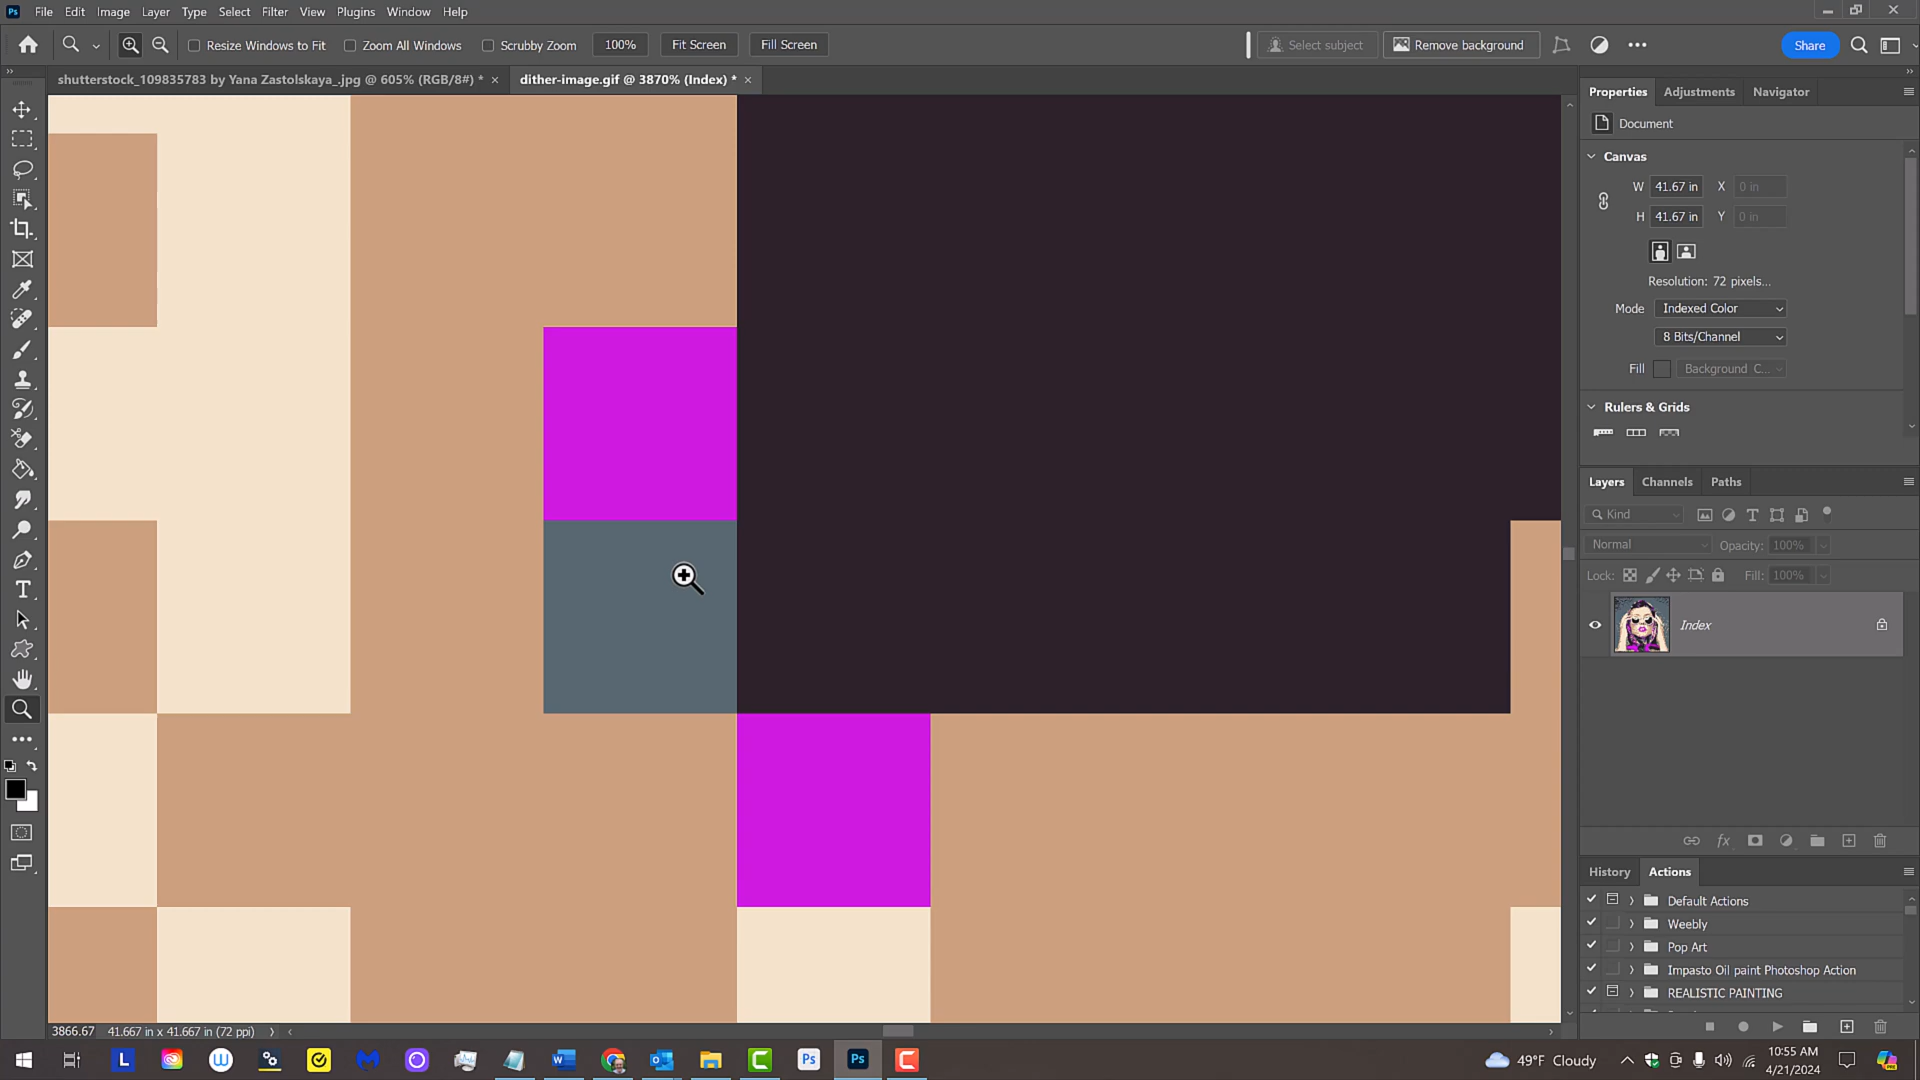 File Edit Image Layer Type Select Filter View Plugins Window Help
Resize Windows to Fit Zoom All Windows Scrubby Zoom 100% Fit Screen Fill Screen Select subject Remove background Share
shutterstock_109835783 by Yana Zastolskaya_.jpg @ 605% (RGB/8#) * dither-image.gif @ 3870% (Index) *
Properties Adjustments Navigator
Document
Canvas
W 41.67 in X 0 in
H 41.67 in Y 0 in
Resolution: 72 pixels...
Mode Indexed Color
8 Bits/Channel
Fill Background C...
Rulers & Grids
Layers Channels Paths
Kind
Normal Opacity: 100%
Lock: Fill: 100%
Index
History Actions
Default Actions
Weebly
Pop Art
Impasto Oil paint Photoshop Action
REALISTIC PAINTING
3866.67 41.667 in x 41.667 in (72 ppi)
49°F Cloudy
10:55 AM
4/21/2024